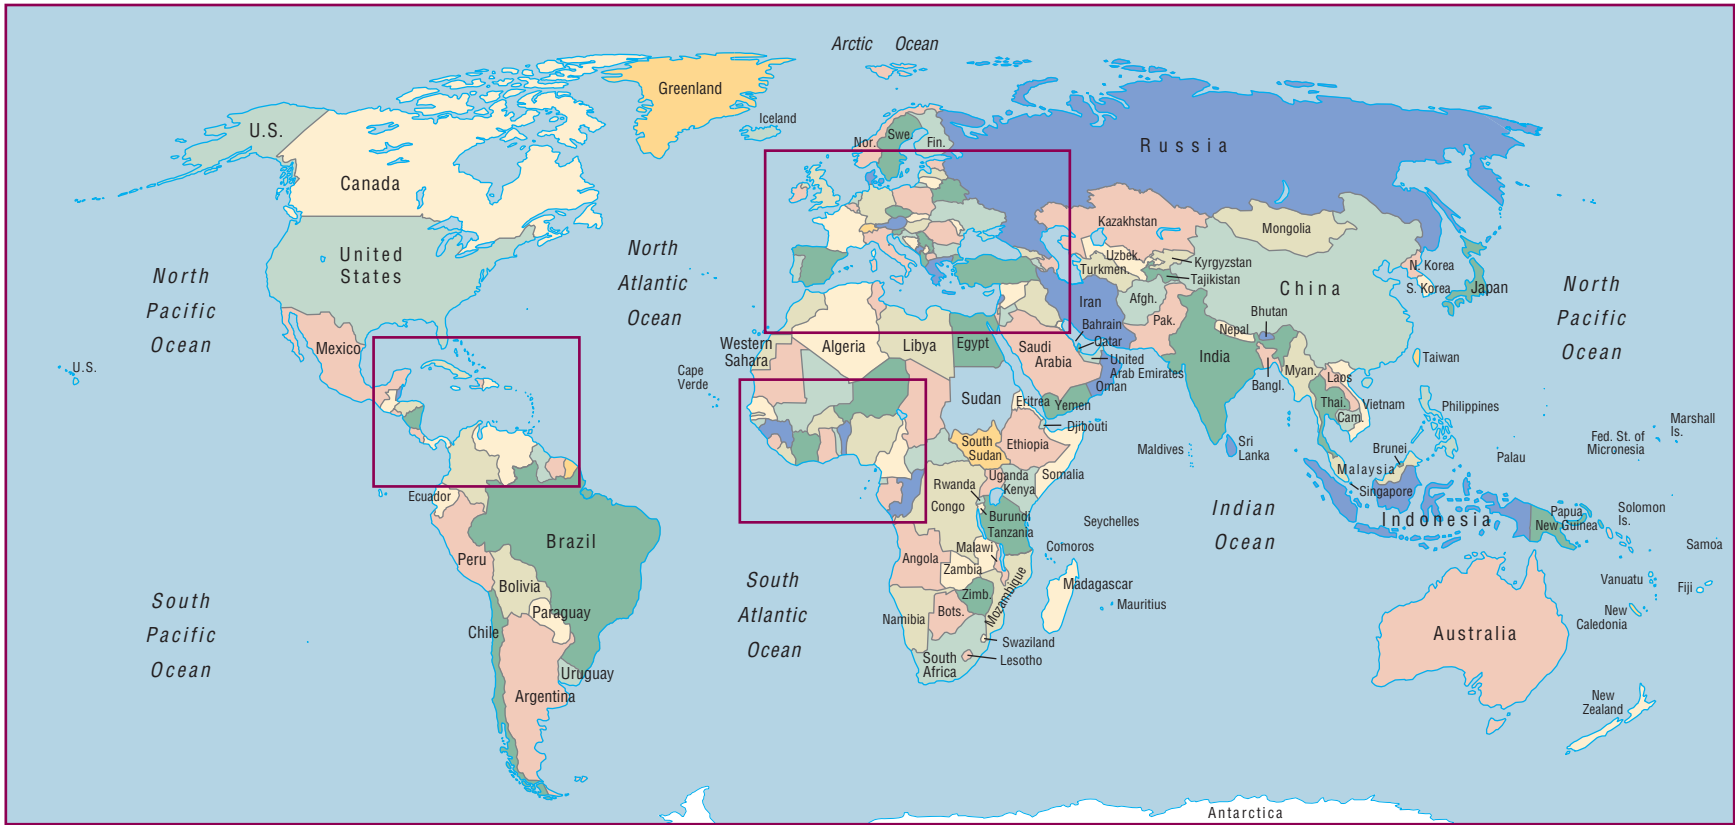 Arctic Ocean
Greenland
Iceland
U.S.
Canada
Nor.
Swe.
Fin.
Russia
United
States
North
Pacific
Ocean
North
Atlantic
Ocean
Kazakhstan
Mongolia
Uzbek.
Turkmen.
Kyrgyzstan
Tajikistan
China
N. Korea
S. Korea
Japan
North
Pacific
Ocean
Iran
Afgh.
Pak.
Bahrain
Qatar
Nepal
Bhutan
India
Bangl.
Myan.
Laos
Thai.
Cam.
Vietnam
Taiwan
Philippines
Mexico
U.S.
Western
Sahara
Algeria
Libya
Egypt
Saudi
Arabia
United
Arab Emirates
Oman
Yemen
Cape
Verde
Sudan
Eritrea
Djibouti
South
Sudan
Ethiopia
Somalia
Maldives
Sri
Lanka
Brunei
Malaysia
Singapore
Palau
Fed. St. of
Micronesia
Marshall
Is.
Ecuador
Uganda
Kenya
Rwanda
Congo
Burundi
Tanzania
Seychelles
Indian
Ocean
Indonesia
Papua
New Guinea
Solomon
Is.
Samoa
Brazil
Peru
Bolivia
Paraguay
Chile
Uruguay
Argentina
South
Pacific
Ocean
South
Atlantic
Ocean
Angola
Malawi
Zambia
Comoros
Madagascar
Mauritius
Mozambique
Zimb.
Bots.
Namibia
Swaziland
Lesotho
South
Africa
Vanuatu
Fiji
New
Caledonia
Australia
New
Zealand
Antarctica